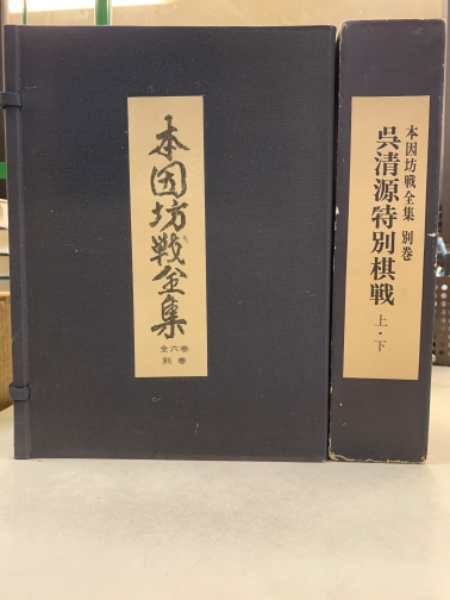 本因坊戦全集
全六巻
別巻
本因坊戦全集 別巻
呉清源特別棋戦
上・下